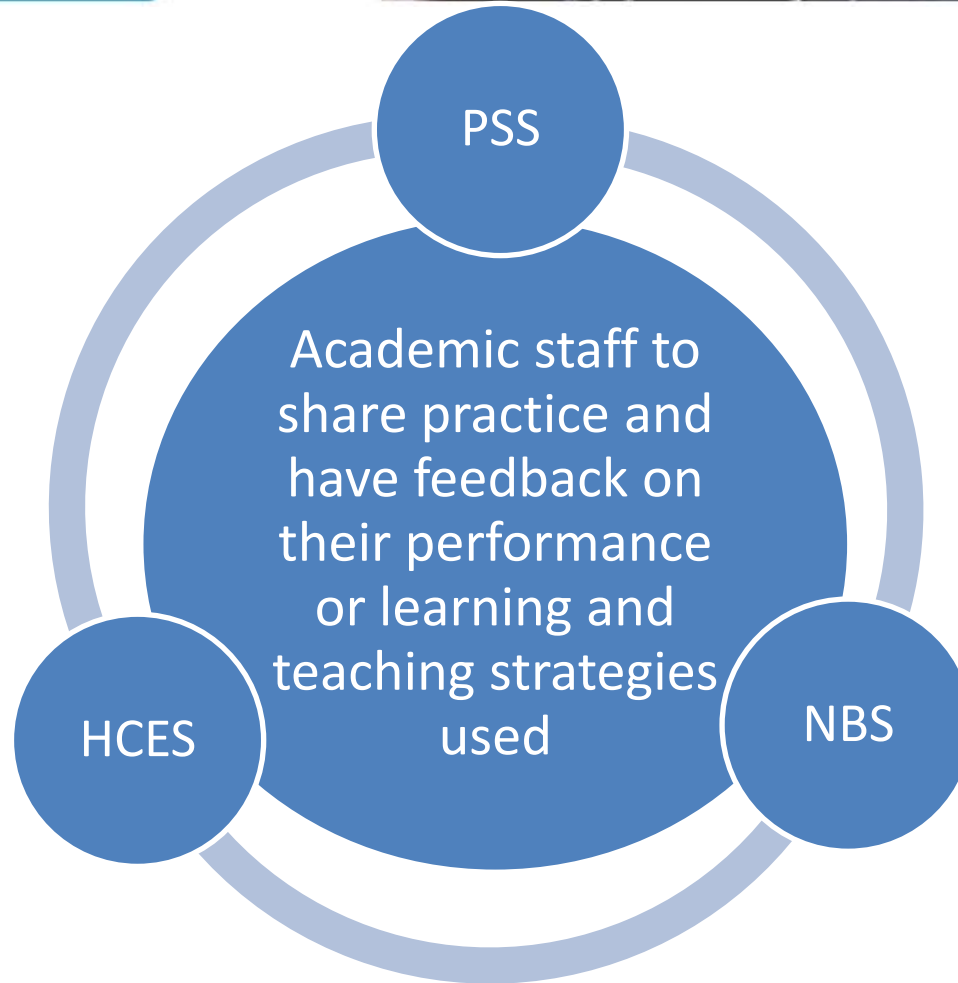 PSS
Academic staff to
share practice and
have feedback on
their performance
or learning and
teaching strategies
used
HCES
NBS